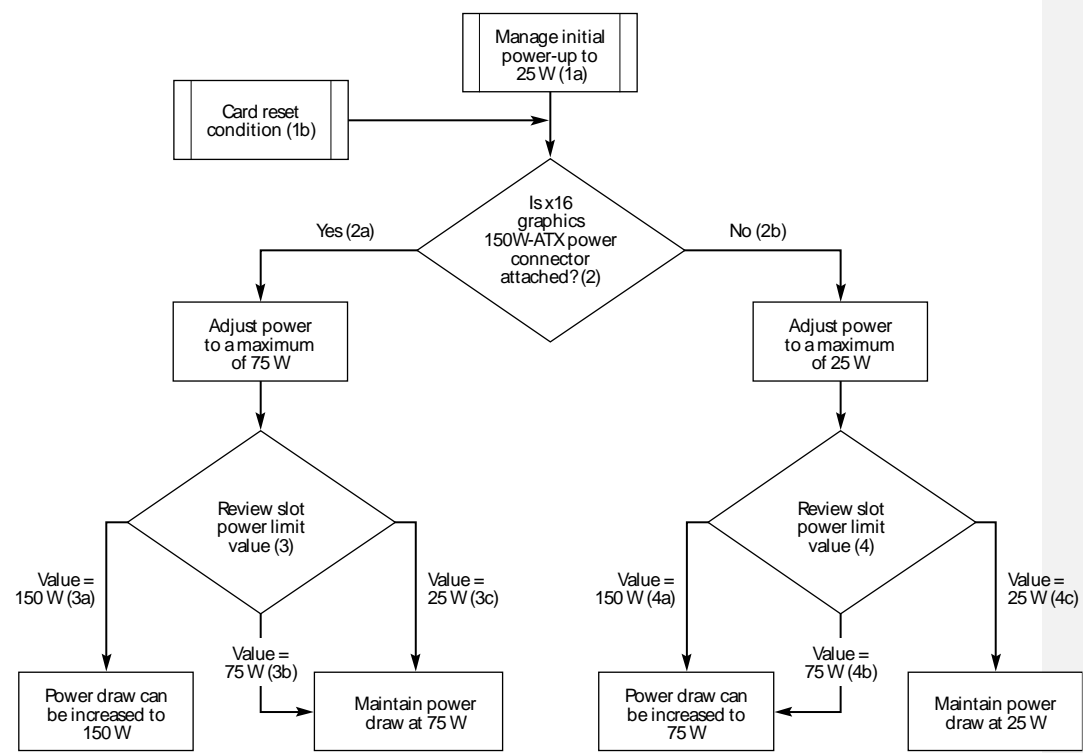 Manage initial
power-up to
25 W (1a)
Card reset
condition (1b)
Is x16
graphics
150W-ATX power
connector
attached? (2)
Yes (2a)
No (2b)
Adjust power
to a maximum
of 75 W
Adjust power
to a maximum
of 25 W
Review slot
power limit
value (3)
Review slot
power limit
value (4)
Value =
150 W (3a)
Value =
25 W (3c)
Value =
150 W (4a)
Value =
25 W (4c)
Value =
75 W (3b)
Value =
75 W (4b)
Power draw can
be increased to
150 W
Maintain power
draw at 75 W
Power draw can
be increased to
75 W
Maintain power
draw at 25 W